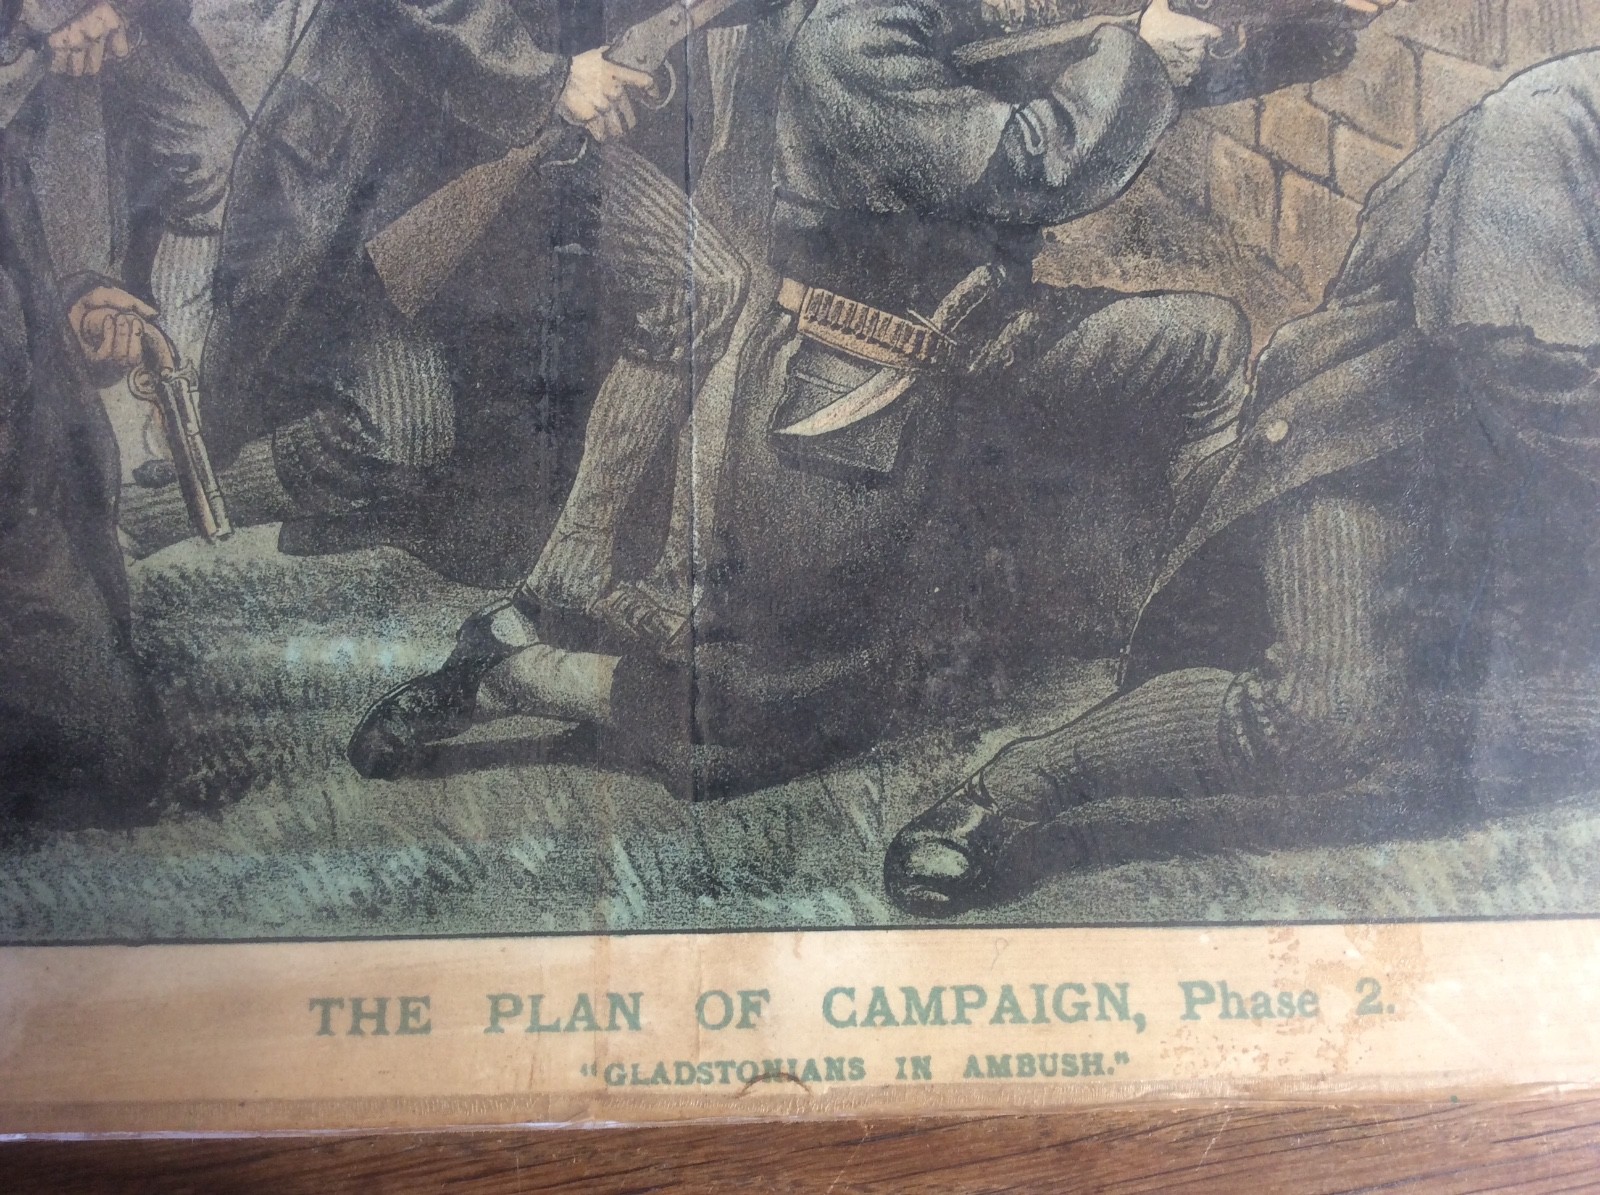 THE PLAN OF CAMPAIGN, Phase 2.
"GLADSTONIANS IN AMBUSH."